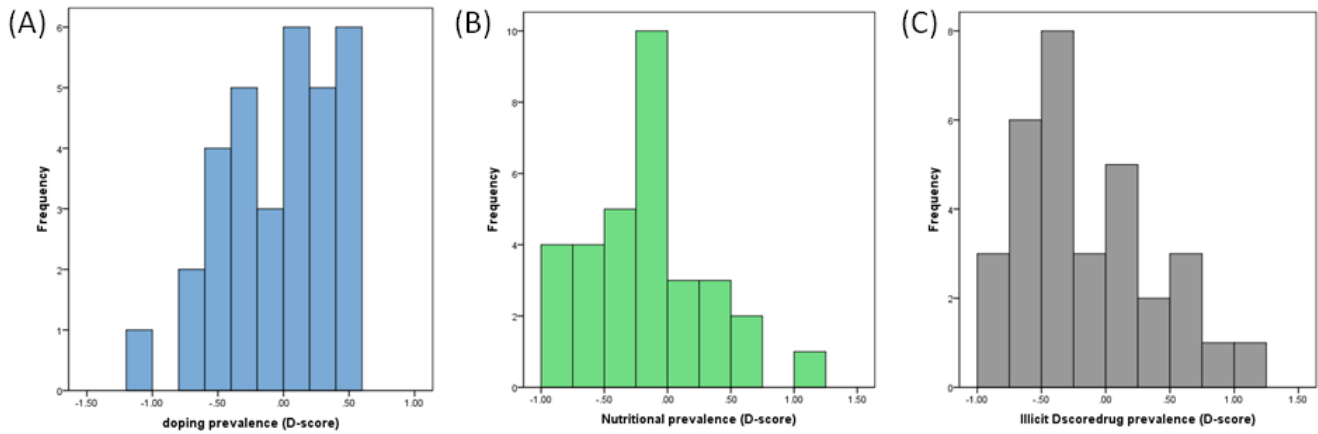 (A)
Frequency
6
5
4
3
2
1
0
-1.50 -1.00 -.50 .00 .50 1.00
doping prevalence (D-score)
(B)
Frequency
10
8
6
4
2
0
-1.00 -.50 .00 .50 1.00 1.50
Nutritional prevalence (D-score)
(C)
Frequency
8
6
4
2
0
-1.00 -.50 .00 .50 1.00 1.50
Illicit Dscoredrug prevalence (D-score)